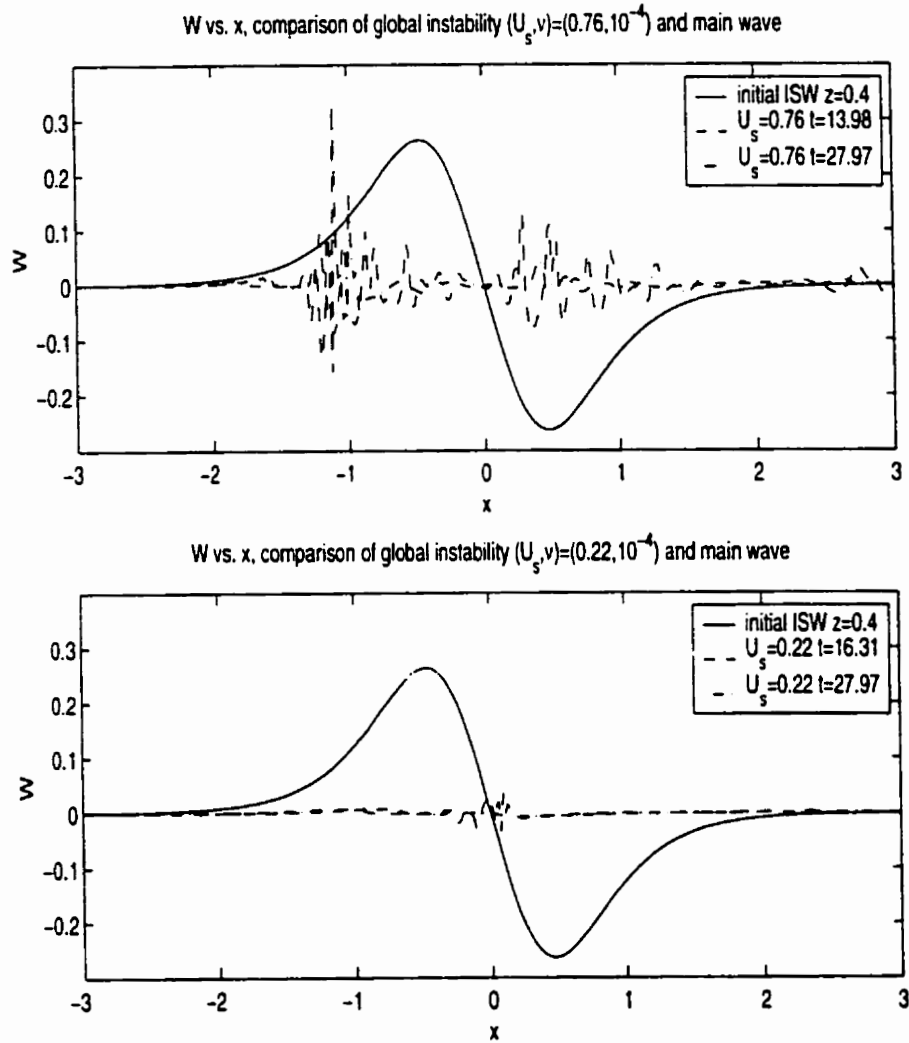 W vs. x, comparison of global instability (U_s,ν)=(0.76,10^-4) and main wave
initial ISW z=0.4
U_s=0.76 t=13.98
U_s=0.76 t=27.97
0.3
0.2
0.1
0
-0.1
-0.2
W
-3 -2 -1 0 1 2 3
x
W vs. x, comparison of global instability (U_s,ν)=(0.22,10^-4) and main wave
initial ISW z=0.4
U_s=0.22 t=16.31
U_s=0.22 t=27.97
0.3
0.2
0.1
0
-0.1
-0.2
W
-3 -2 -1 0 1 2 3
x